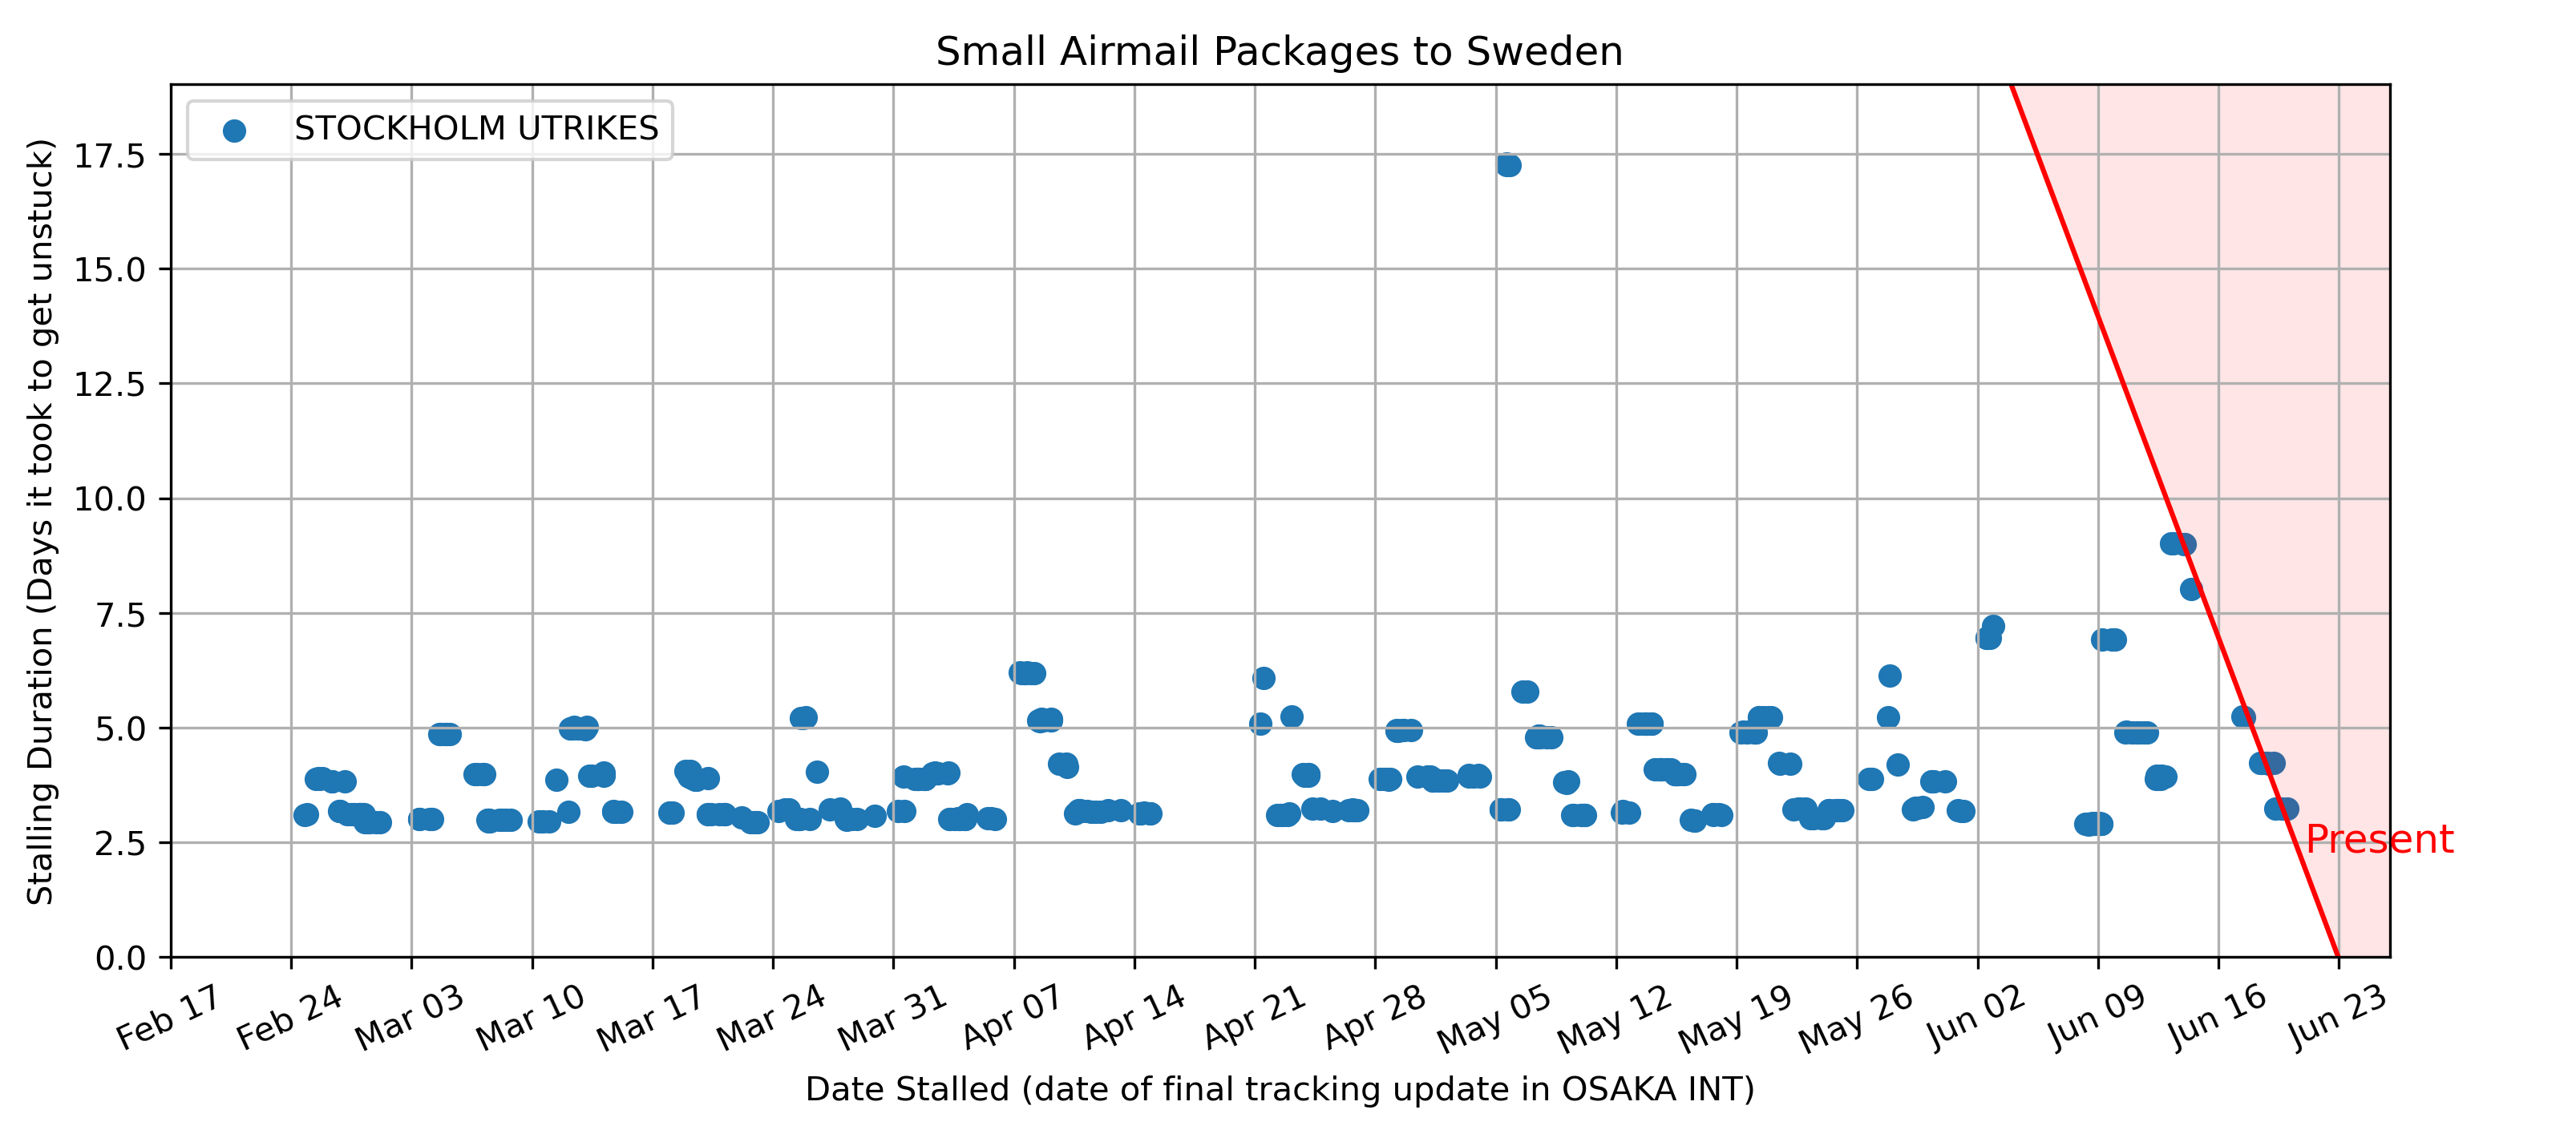 Small Airmail Packages to Sweden
STOCKHOLM UTRIKES
Stalling Duration (Days it took to get unstuck)
17.5
15.0
12.5
10.0
7.5
5.0
2.5
0.0
Present
Feb 17
Feb 24
Mar 03
Mar 10
Mar 17
Mar 24
Mar 31
Apr 07
Apr 14
Apr 21
Apr 28
May 05
May 12
May 19
May 26
Jun 02
Jun 09
Jun 16
Jun 23
Date Stalled (date of final tracking update in OSAKA INT)